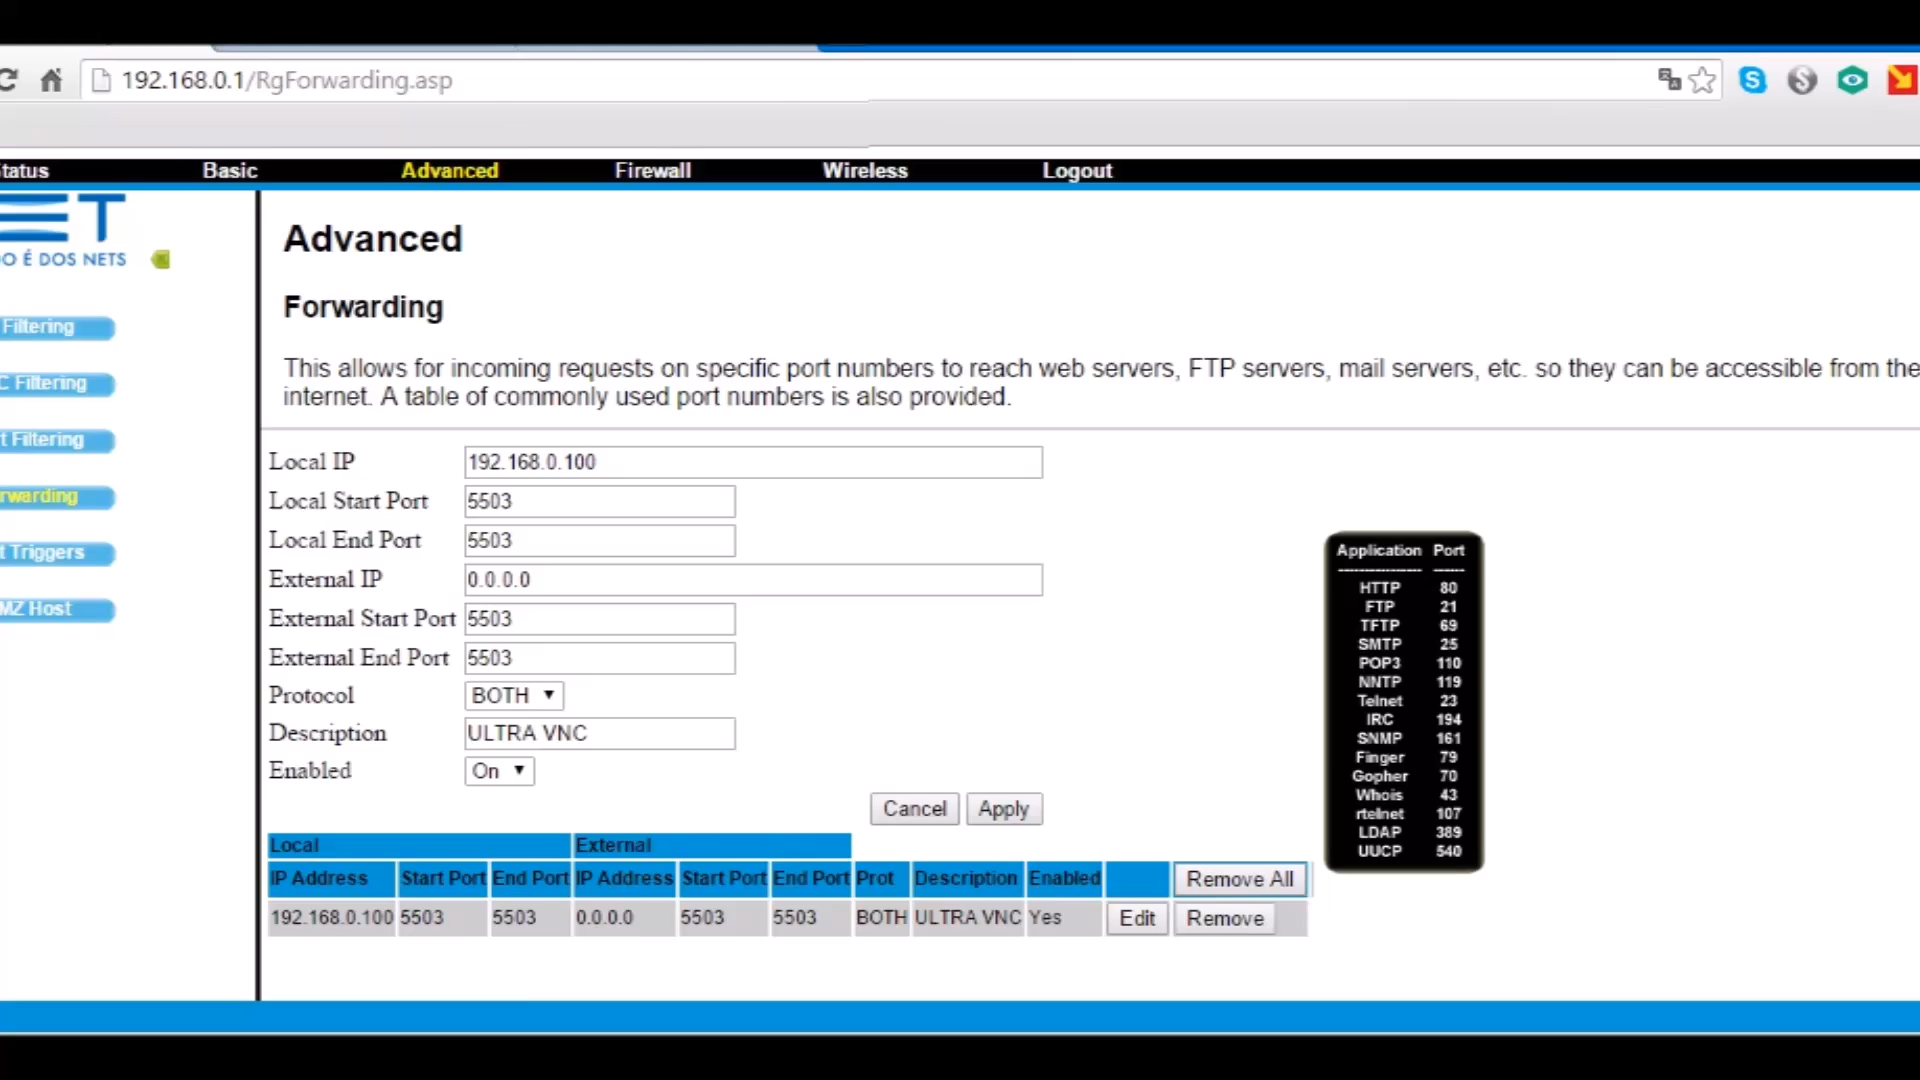 192.168.0.1/RgForwarding.asp
tatus Basic Advanced Firewall Wireless Logout
ET
O É DOS NETS
Filtering
C Filtering
t Filtering
rwarding
t Triggers
MZ Host
Advanced
Forwarding
This allows for incoming requests on specific port numbers to reach web servers, FTP servers, mail servers, etc. so they can be accessible from the
internet. A table of commonly used port numbers is also provided.
Local IP 192.168.0.100
Local Start Port 5503
Local End Port 5503
External IP 0.0.0.0
External Start Port 5503
External End Port 5503
Protocol BOTH
Description ULTRA VNC
Enabled On
Cancel Apply
Local External
IP Address Start Port End Port IP Address Start Port End Port Prot Description Enabled Remove All
192.168.0.100 5503 5503 0.0.0.0 5503 5503 BOTH ULTRA VNC Yes Edit Remove
Application Port
HTTP 80
FTP 21
TFTP 69
SMTP 25
POP3 110
NNTP 119
Telnet 23
IRC 194
SNMP 161
Finger 79
Gopher 70
Whois 43
rtelnet 107
LDAP 389
UUCP 540